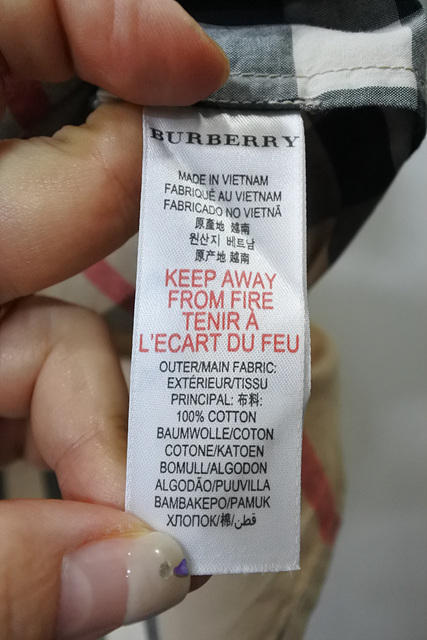 BURBERRY
MADE IN VIETNAM
FABRIQUÉ AU VIETNAM
FABRICADO NO VIETNÃ
原產地 越南
원산지 베트남
原产地 越南
KEEP AWAY
FROM FIRE
TENIR À
L'ECART DU FEU
OUTER/MAIN FABRIC:
EXTÉRIEUR/TISSU
PRINCIPAL: 布料:
100% COTTON
BAUMWOLLE/COTON
COTONE/KATOEN
BOMULL/ALGODON
ALGODÃO/PUUVILLA
BAMBAKEPO/PAMUK
ХЛОПОК/棉/قطن